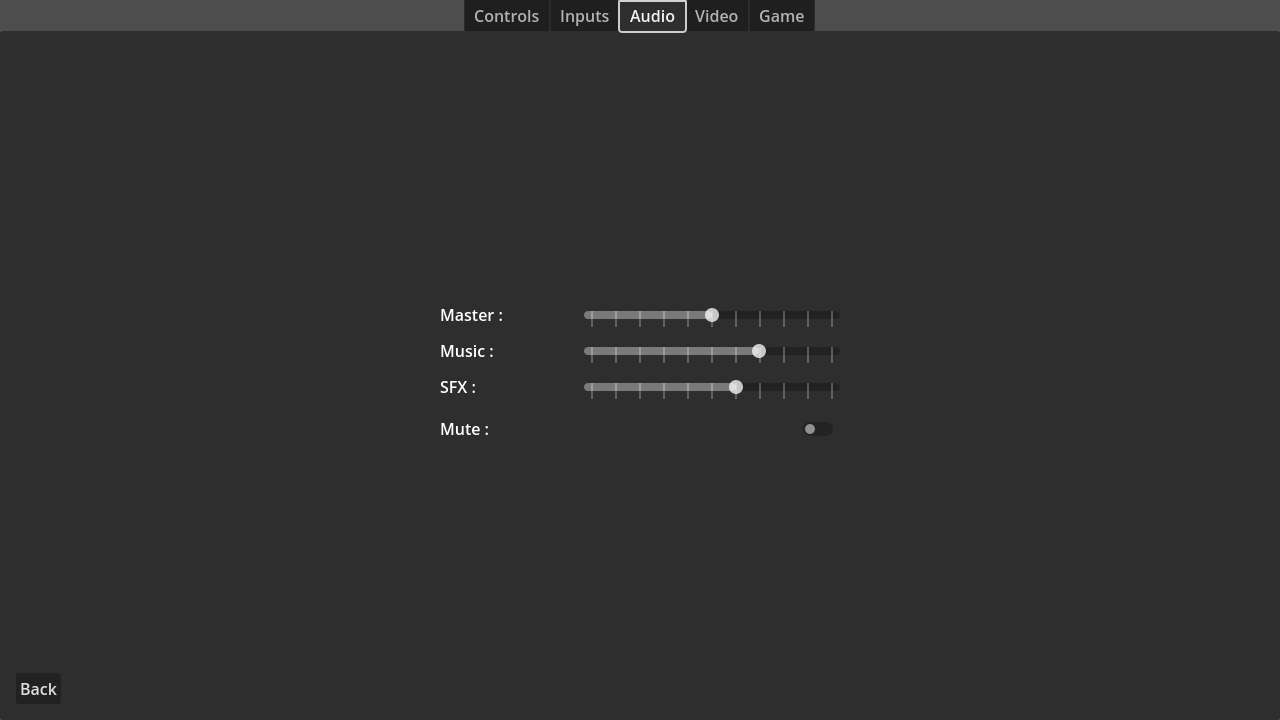 Controls Inputs Audio Video Game
Master :
Music :
SFX :
Mute :
Back